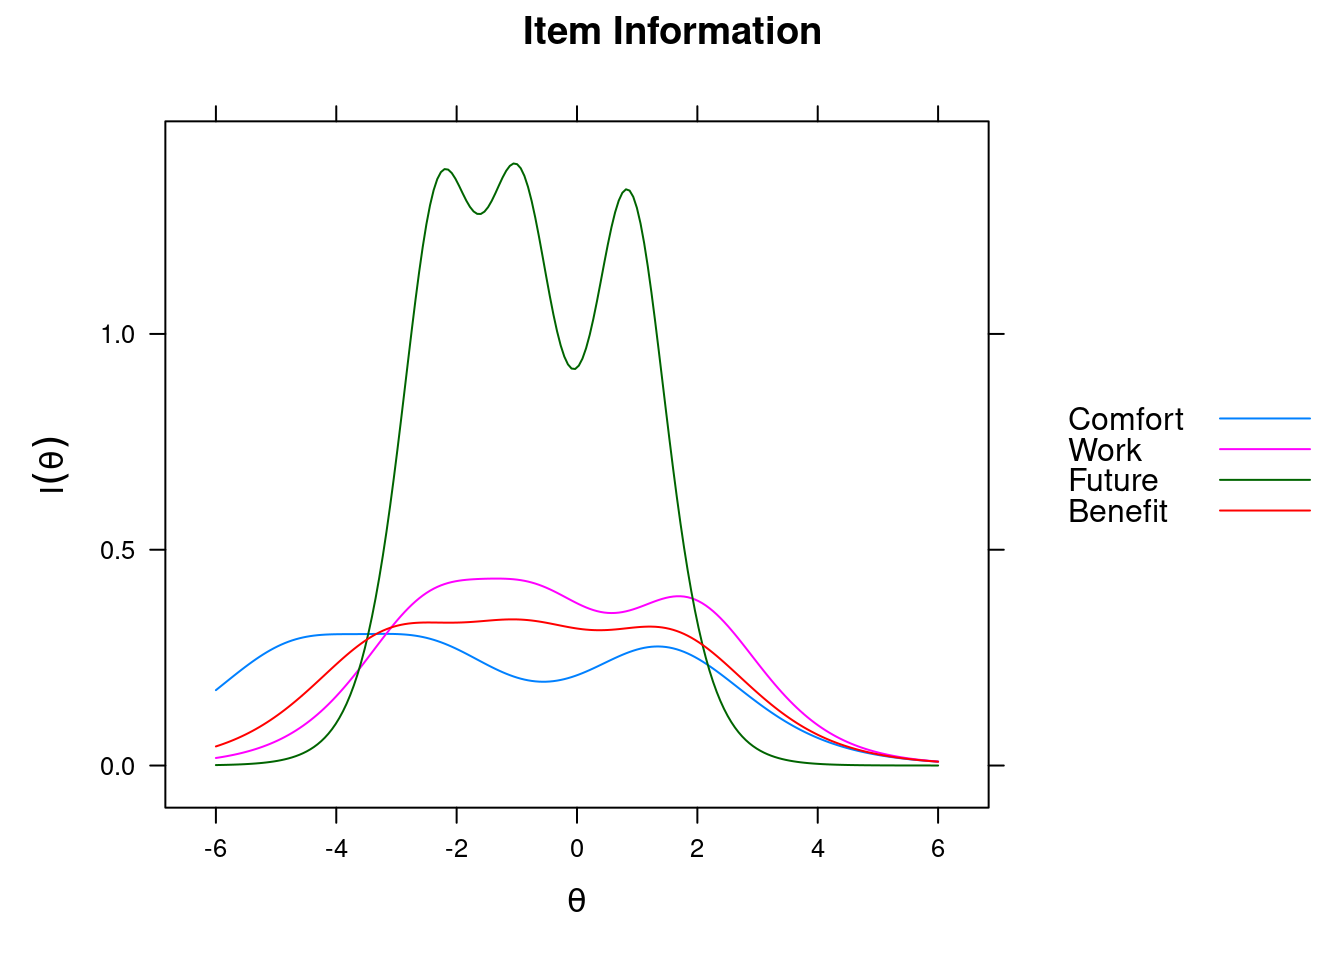 Item Information
I(θ)
1.0
0.5
0.0
-6 -4 -2 0 2 4 6
θ
Comfort
Work
Future
Benefit